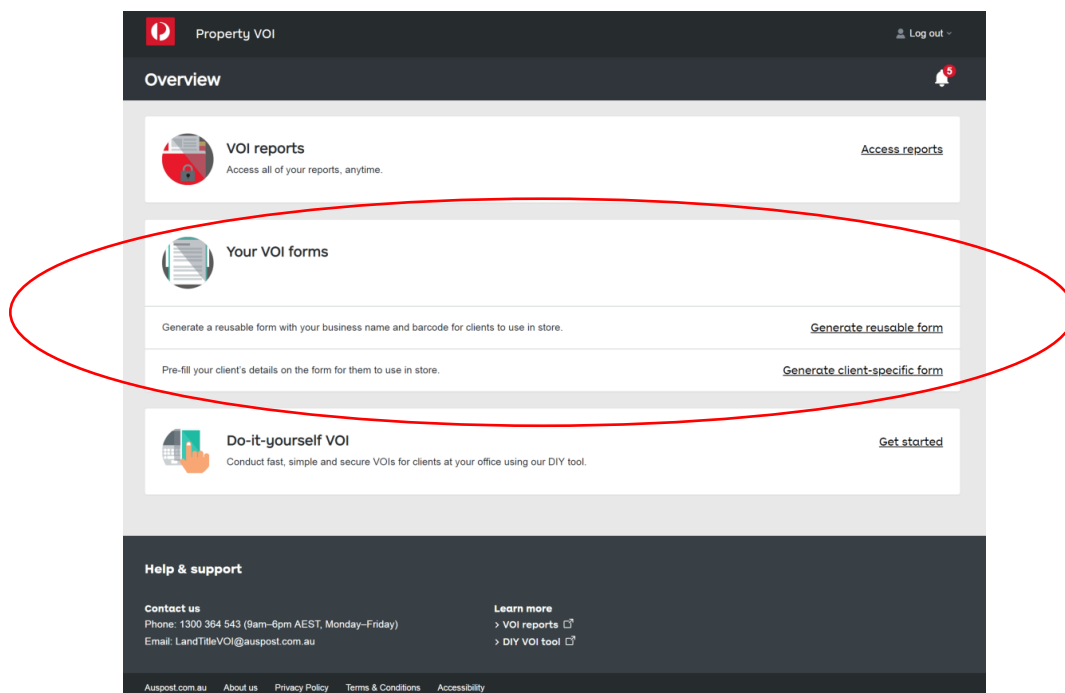 Property VOI
Log out
Overview
5
VOI reports
Access all of your reports, anytime.
Access reports
Your VOI forms
Generate a reusable form with your business name and barcode for clients to use in store.
Generate reusable form
Pre-fill your client's details on the form for them to use in store.
Generate client-specific form
Do-it-yourself VOI
Conduct fast, simple and secure VOIs for clients at your office using our DIY tool.
Get started
Help & support
Contact us
Phone: 1300 364 543 (9am–6pm AEST, Monday–Friday)
Email: LandTitleVOI@auspost.com.au
Learn more
> VOI reports
> DIY VOI tool
Auspost.com.au About us Privacy Policy Terms & Conditions Accessibility